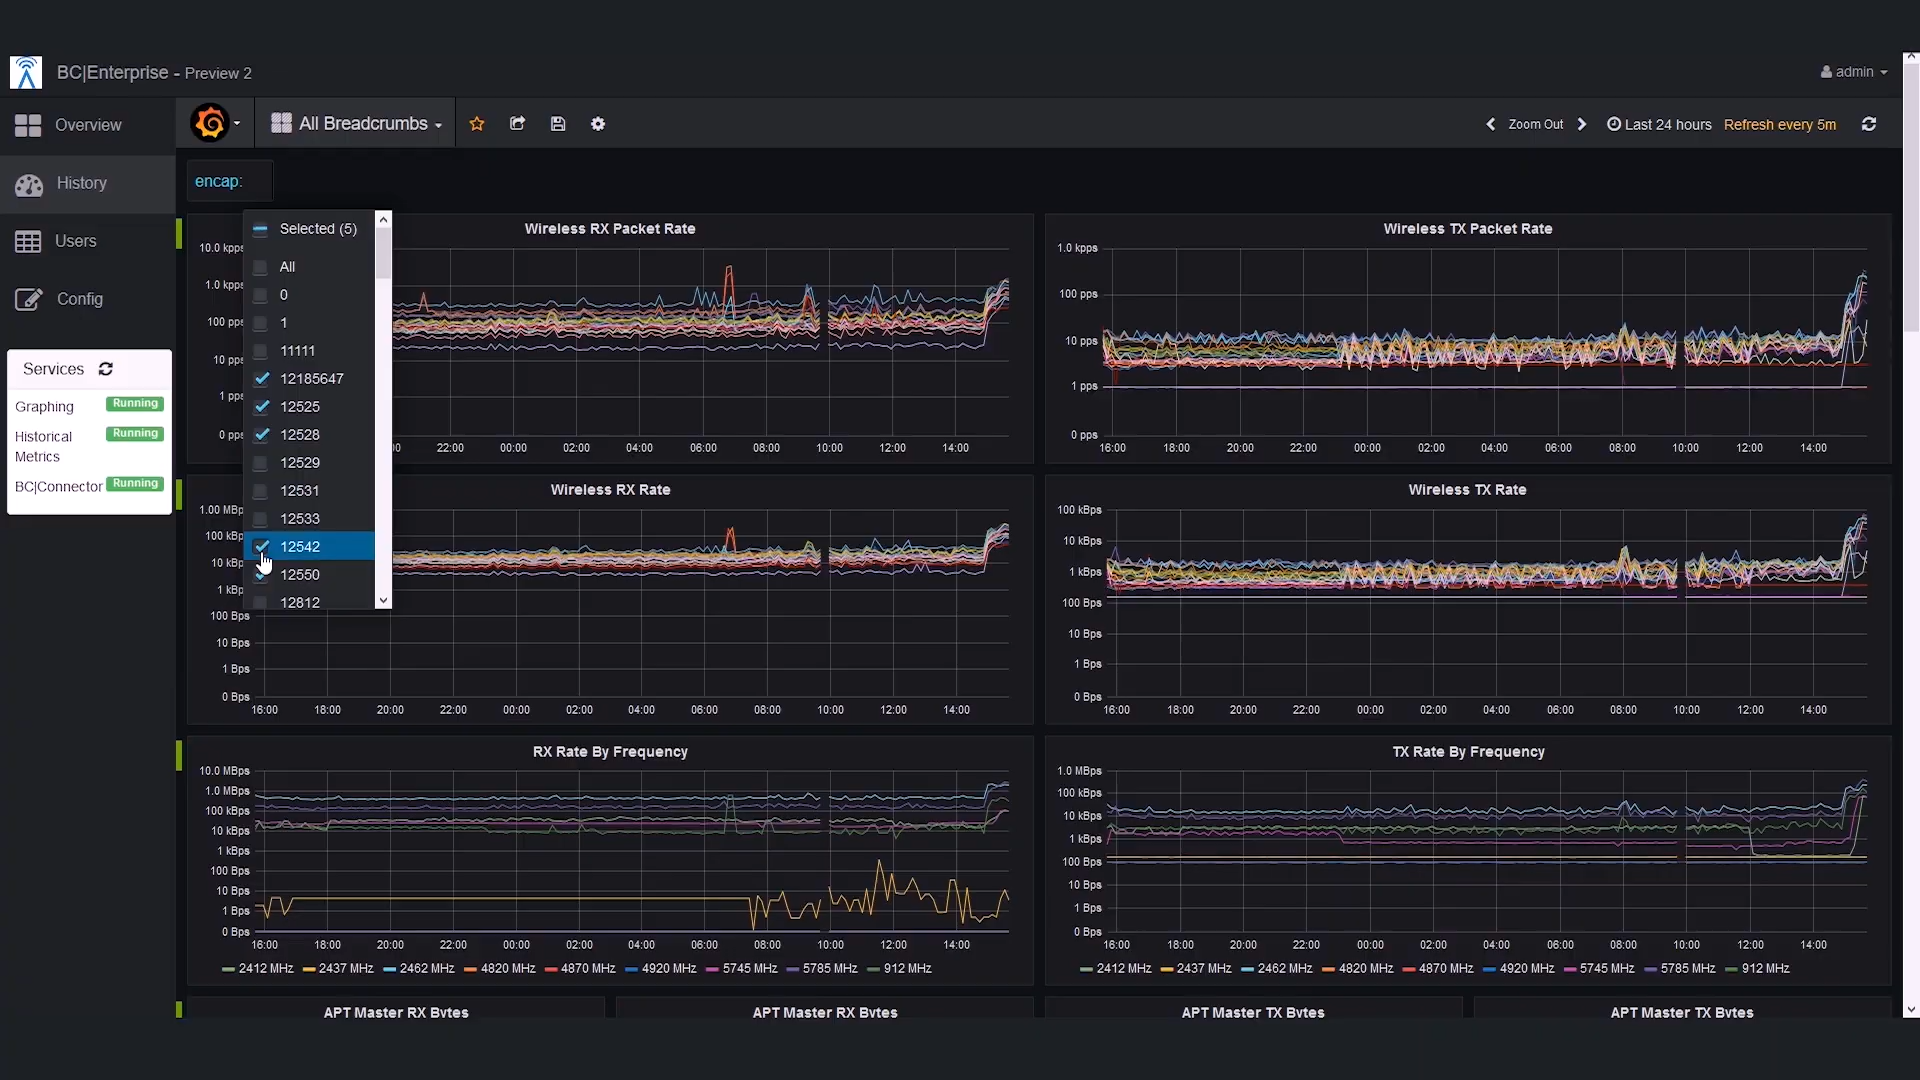 BC|Enterprise - Preview 2
admin
Overview
History
Users
Config
Services
Graphing Running
Historical Running
Metrics
BC|Connector Running
All Breadcrumbs
Zoom Out
Last 24 hours
Refresh every 5m
encap:
Selected (5)
All
0
1
11111
12185647
12525
12528
12529
12531
12533
12542
12550
12812
Wireless RX Packet Rate
10.0 kpps
1.0 kpps
100 pps
10 pps
1 pps
0 pps
22:00 00:00 02:00 04:00 06:00 08:00 10:00 12:00 14:00
Wireless TX Packet Rate
1.0 kpps
100 pps
10 pps
1 pps
0 pps
16:00 18:00 20:00 22:00 00:00 02:00 04:00 06:00 08:00 10:00 12:00 14:00
Wireless RX Rate
1.00 MBp
100 kBp
10 kBp
1 kBp
100 Bps
10 Bps
1 Bps
0 Bps
16:00 18:00 20:00 22:00 00:00 02:00 04:00 06:00 08:00 10:00 12:00 14:00
Wireless TX Rate
100 kBps
10 kBps
1 kBps
100 Bps
10 Bps
1 Bps
0 Bps
16:00 18:00 20:00 22:00 00:00 02:00 04:00 06:00 08:00 10:00 12:00 14:00
RX Rate By Frequency
10.0 MBps
1.0 MBps
100 kBps
10 kBps
1 kBps
100 Bps
10 Bps
1 Bps
0 Bps
16:00 18:00 20:00 22:00 00:00 02:00 04:00 06:00 08:00 10:00 12:00 14:00
2412 MHz 2437 MHz 2462 MHz 4820 MHz 4870 MHz 4920 MHz 5745 MHz 5785 MHz 912 MHz
TX Rate By Frequency
1.0 MBps
100 kBps
10 kBps
1 kBps
100 Bps
10 Bps
1 Bps
0 Bps
16:00 18:00 20:00 22:00 00:00 02:00 04:00 06:00 08:00 10:00 12:00 14:00
2412 MHz 2437 MHz 2462 MHz 4820 MHz 4870 MHz 4920 MHz 5745 MHz 5785 MHz 912 MHz
APT Master RX Bytes
APT Master RX Bytes
APT Master TX Bytes
APT Master TX Bytes